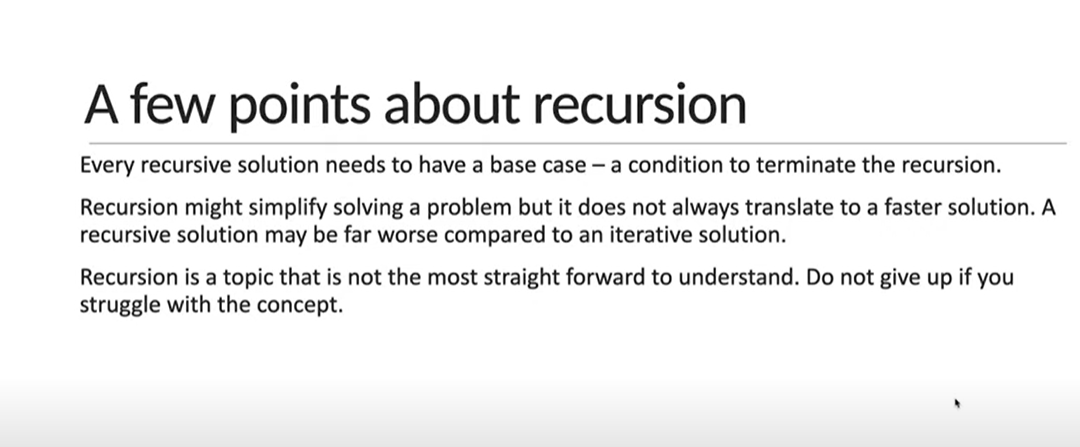 A few points about recursion
Every recursive solution needs to have a base case – a condition to terminate the recursion.
Recursion might simplify solving a problem but it does not always translate to a faster solution. A
recursive solution may be far worse compared to an iterative solution.
Recursion is a topic that is not the most straight forward to understand. Do not give up if you
struggle with the concept.